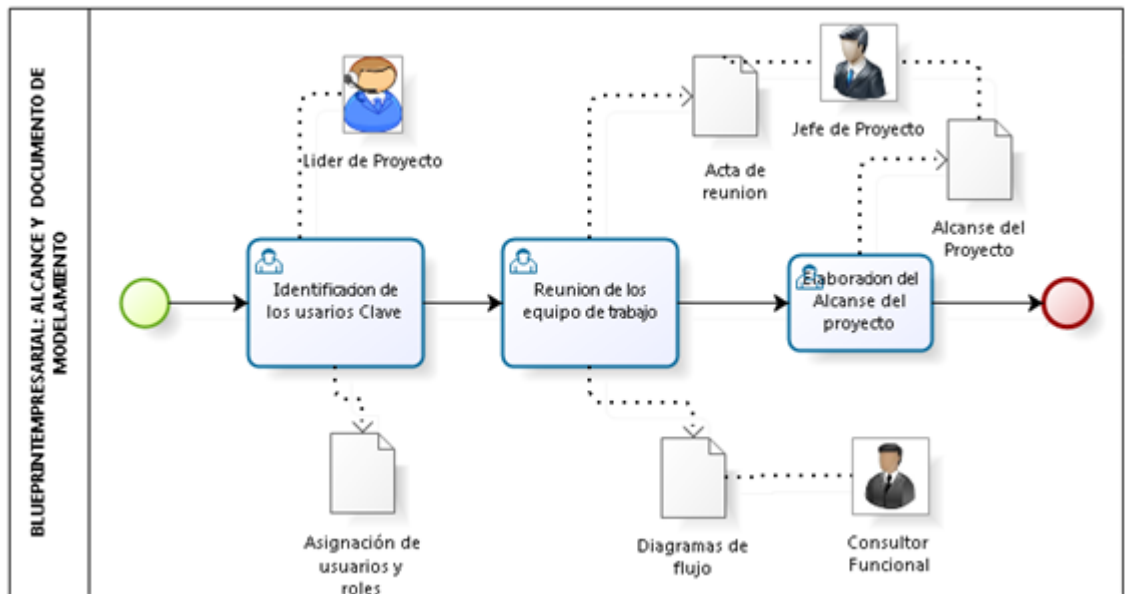 BLUEPRINTEMPRESARIAL: ALCANCE Y DOCUMENTO DE
MODELAMIENTO
Lider de Proyecto
Jefe de Proyecto
Acta de
reunion
Alcanse del
Proyecto
Identificacion de
los usarios Clave
Reunion de los
equipo de trabajo
Elaboracion del
Alcanse del
proyecto
Asignación de
usuarios y
roles
Diagramas de
flujo
Consultor
Funcional